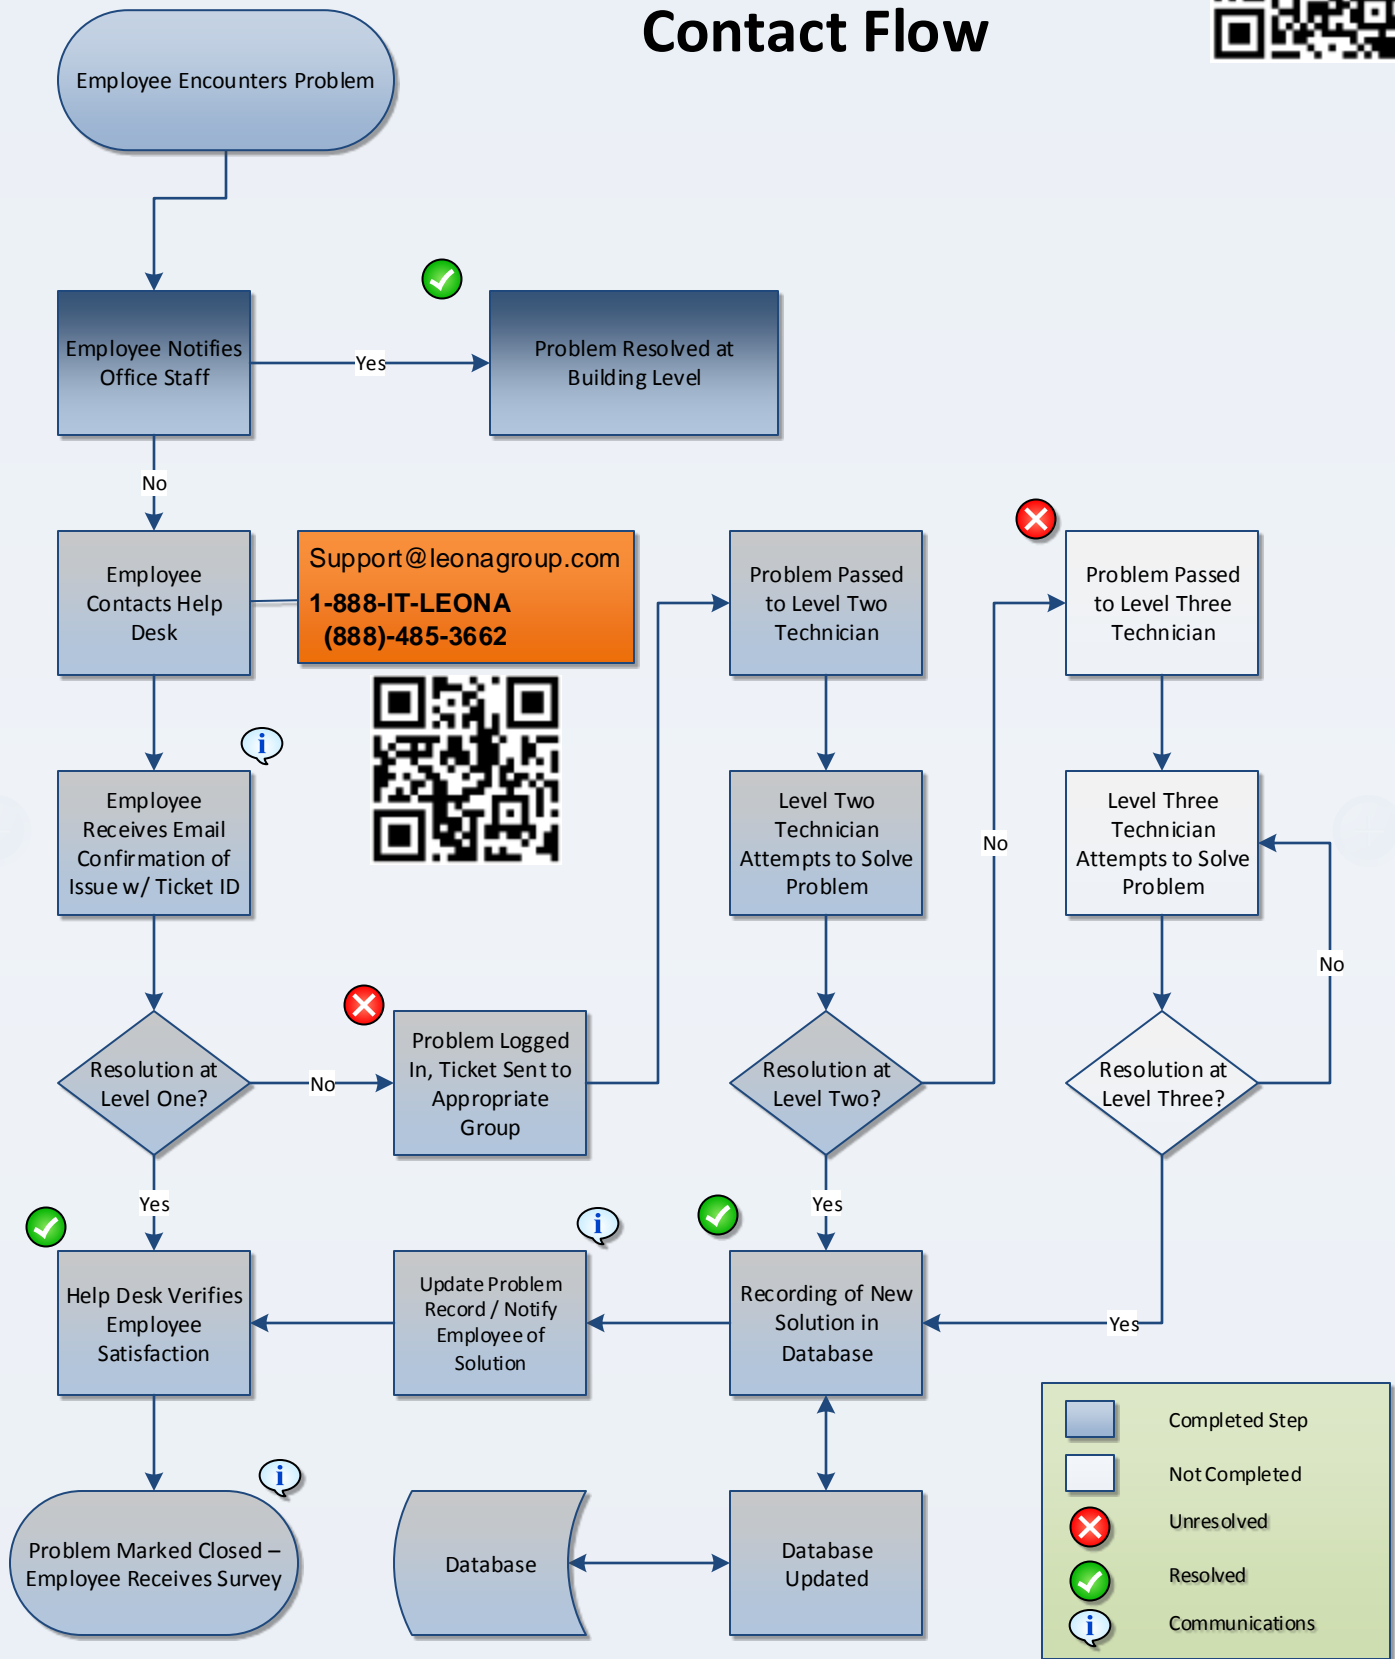 Contact Flow
Employee Encounters Problem
Employee Notifies
Office Staff
Yes
Problem Resolved at
Building Level
No
Employee
Contacts Help
Desk
Support@leonagroup.com
1-888-IT-LEONA
(888)-485-3662
Problem Passed
to Level Two
Technician
Problem Passed
to Level Three
Technician
Employee
Receives Email
Confirmation of
Issue w/ Ticket ID
Level Two
Technician
Attempts to Solve
Problem
No
Level Three
Technician
Attempts to Solve
Problem
No
Resolution at
Level One?
No
Problem Logged
In, Ticket Sent to
Appropriate
Group
Resolution at
Level Two?
Resolution at
Level Three?
Yes
Yes
Help Desk Verifies
Employee
Satisfaction
Update Problem
Record / Notify
Employee of
Solution
Recording of New
Solution in
Database
Yes
Problem Marked Closed –
Employee Receives Survey
Database
Database
Updated
Completed Step
Not Completed
Unresolved
Resolved
Communications